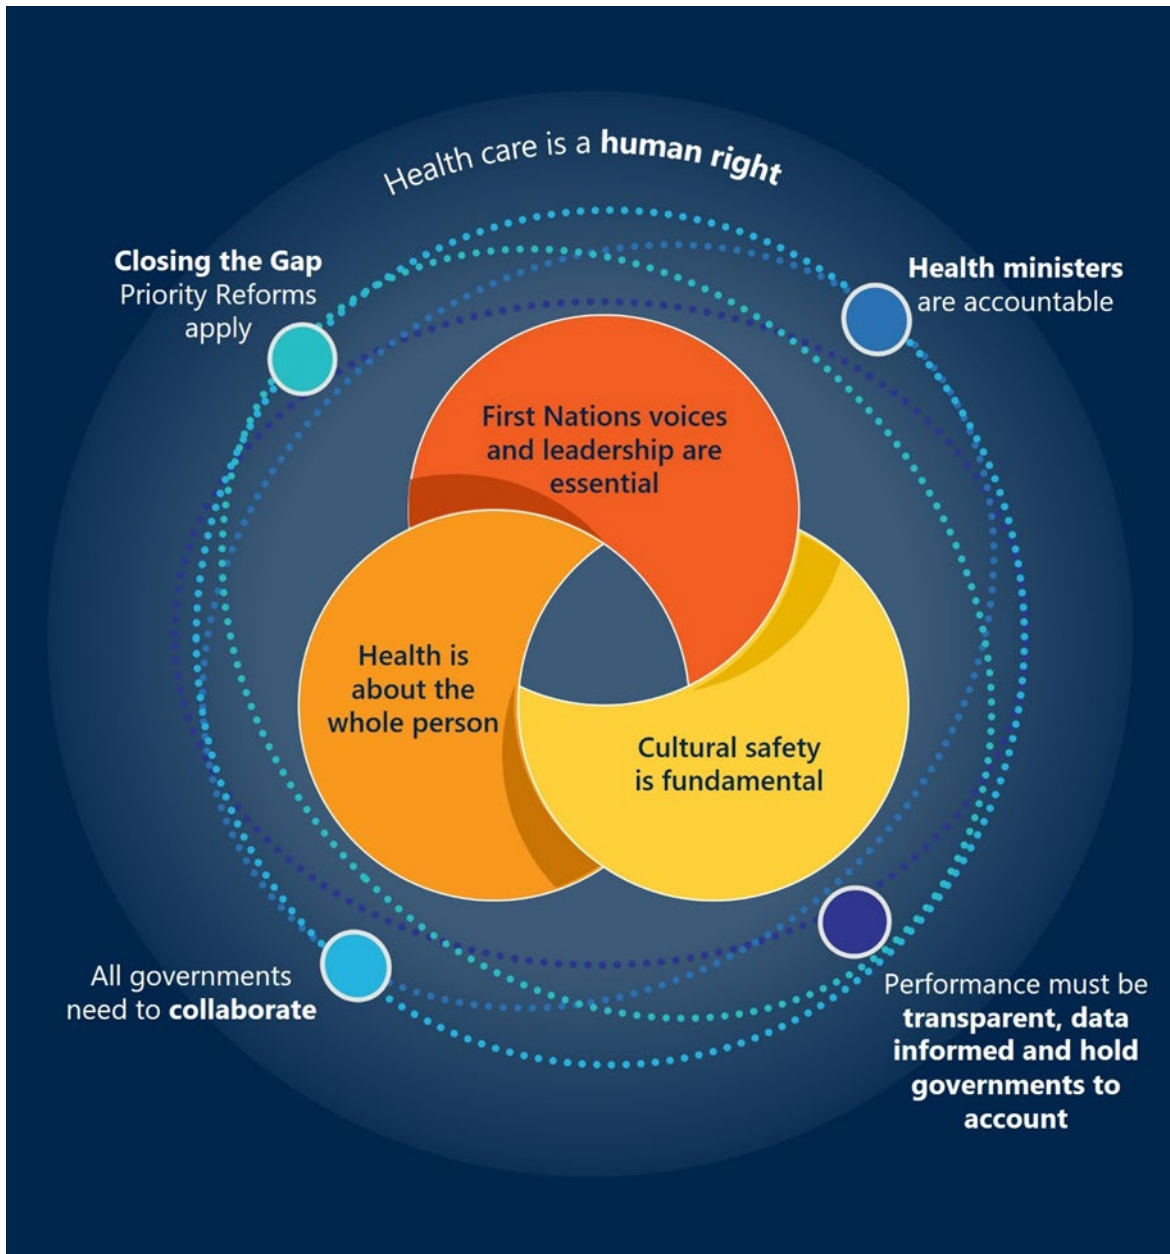 Health care is a human right
Closing the Gap
Priority Reforms
apply
Health ministers
are accountable
First Nations voices
and leadership are
essential
Health is
about the
whole person
Cultural safety
is fundamental
All governments
need to collaborate
Performance must be
transparent, data
informed and hold
governments to
account